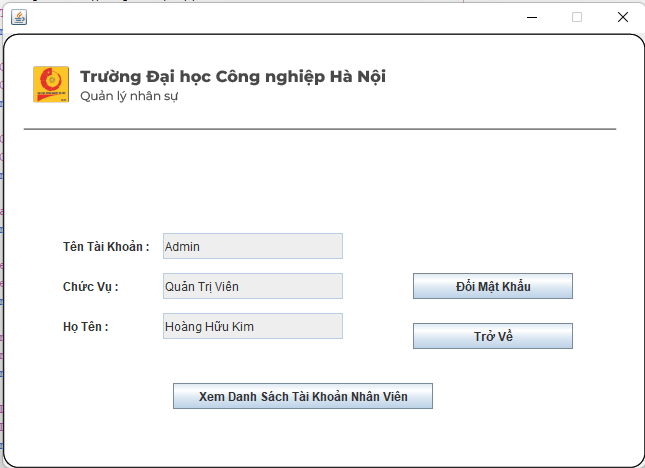 Trường Đại học Công nghiệp Hà Nội
Quản lý nhân sự
Tên Tài Khoản : Admin
Chức Vụ : Quản Trị Viên
Đổi Mật Khẩu
Họ Tên : Hoàng Hữu Kim
Trở Về
Xem Danh Sách Tài Khoản Nhân Viên